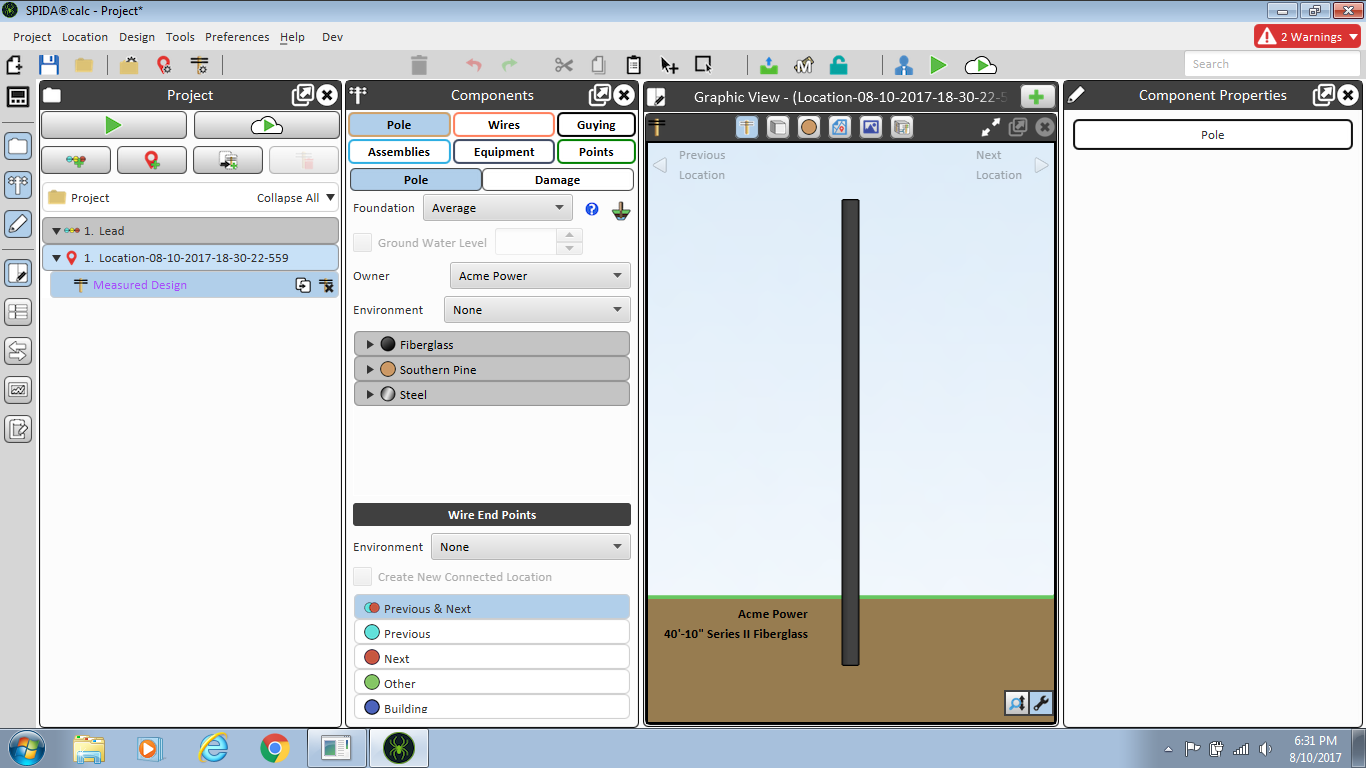 SPIDA®calc - Project*
Project Location Design Tools Preferences Help Dev
2 Warnings
Search
Project
Project
Collapse All
1. Lead
1. Location-08-10-2017-18-30-22-559
Measured Design
Components
Pole Wires Guying
Assemblies Equipment Points
Pole Damage
Foundation Average
Ground Water Level
Owner Acme Power
Environment None
Fiberglass
Southern Pine
Steel
Wire End Points
Environment None
Create New Connected Location
Previous & Next
Previous
Next
Other
Building
Graphic View - (Location-08-10-2017-18-30-22-5
Previous
Location
Next
Location
Acme Power
40'-10" Series II Fiberglass
Component Properties
Pole
6:31 PM
8/10/2017